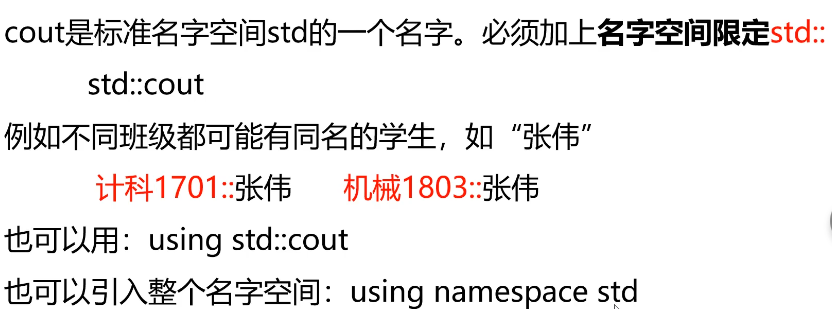 cout是标准名字空间std的一个名字。必须加上名字空间限定std::
std::cout
例如不同班级都可能有同名的学生，如“张伟”
计科1701::张伟 机械1803::张伟
也可以用：using std::cout
也可以引入整个名字空间：using namespace std